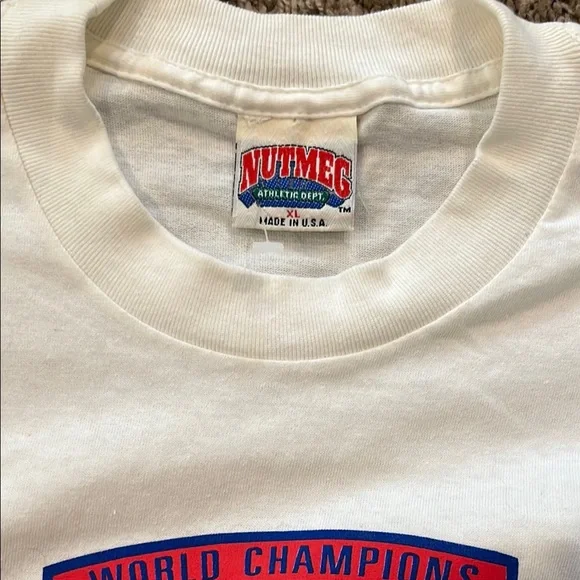 NUTMEG
ATHLETIC DEPT.
TM
XL
MADE IN U.S.A.
WORLD CHAMPIONS